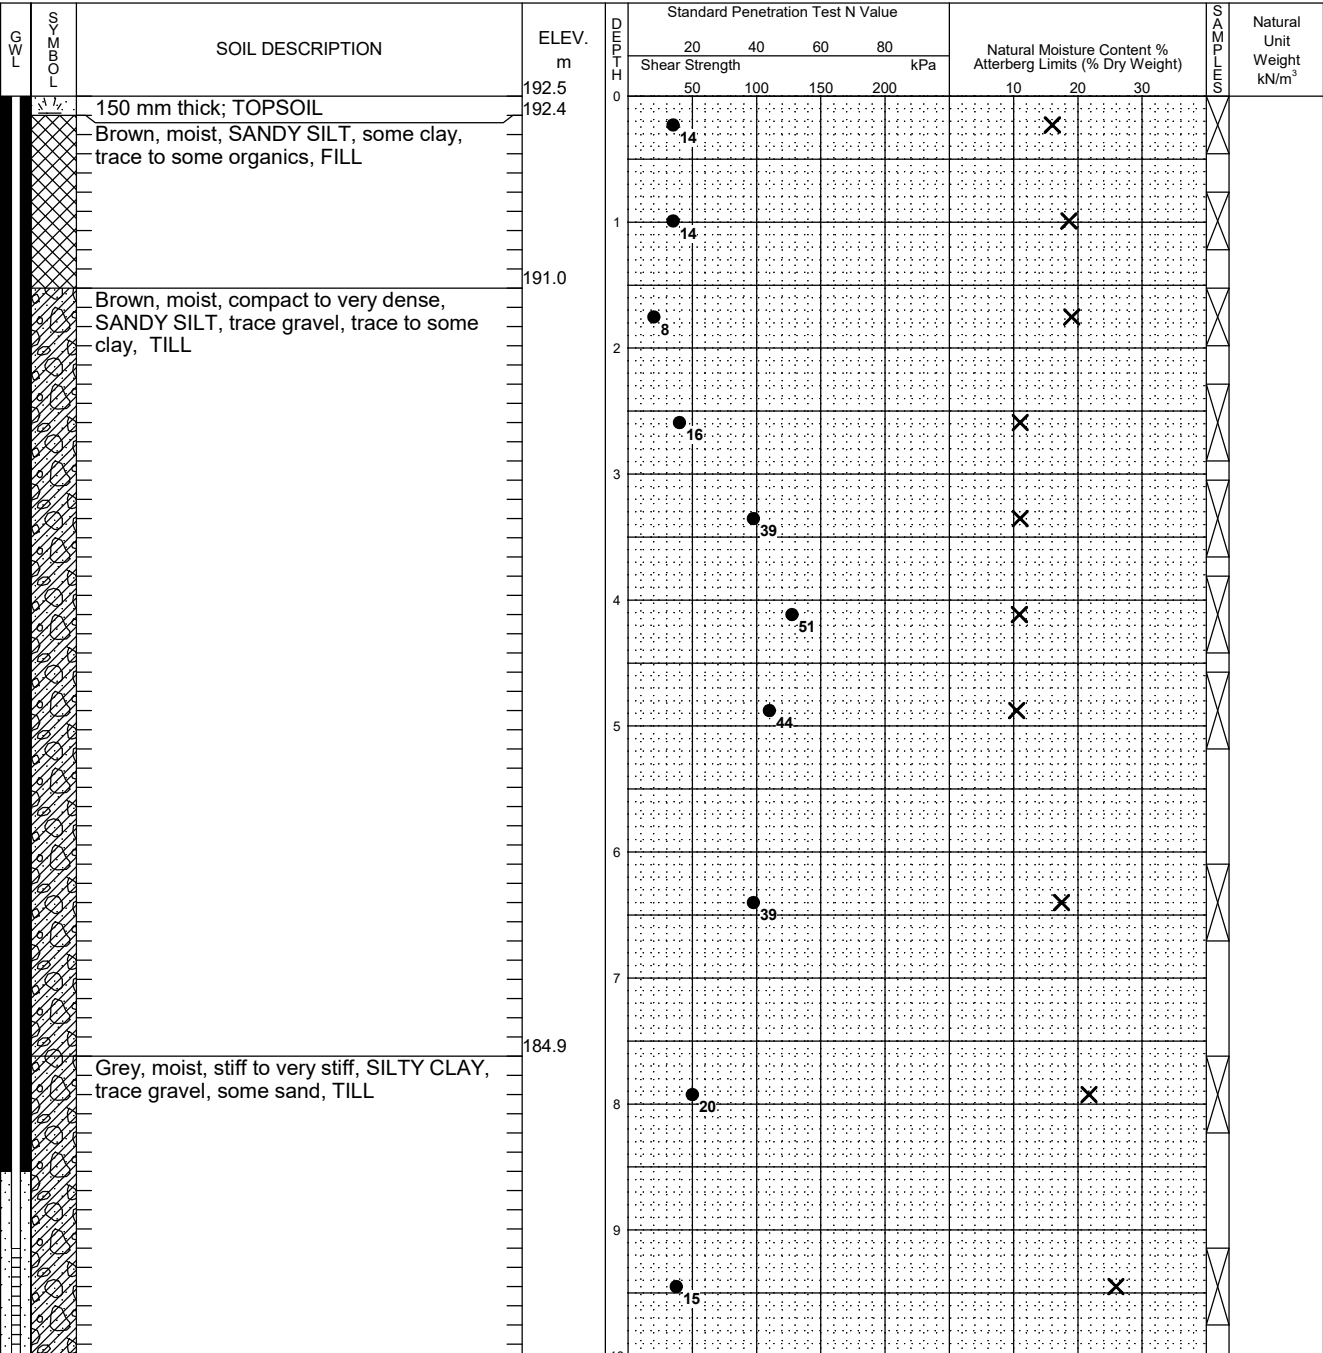 GWL
SYMBOL
SOIL DESCRIPTION
ELEV.
m
DEPTH
Standard Penetration Test N Value
20 40 60 80
Shear Strength kPa
50 100 150 200
Natural Moisture Content %
Atterberg Limits (% Dry Weight)
10 20 30
SAMPLES
Natural
Unit
Weight
kN/m³
192.5
0
150 mm thick; TOPSOIL
192.4
Brown, moist, SANDY SILT, some clay,
trace to some organics, FILL
14
1
14
191.0
Brown, moist, compact to very dense,
SANDY SILT, trace gravel, trace to some
clay, TILL
8
2
16
3
39
4
51
44
5
6
39
7
184.9
Grey, moist, stiff to very stiff, SILTY CLAY,
trace gravel, some sand, TILL
8
20
9
15